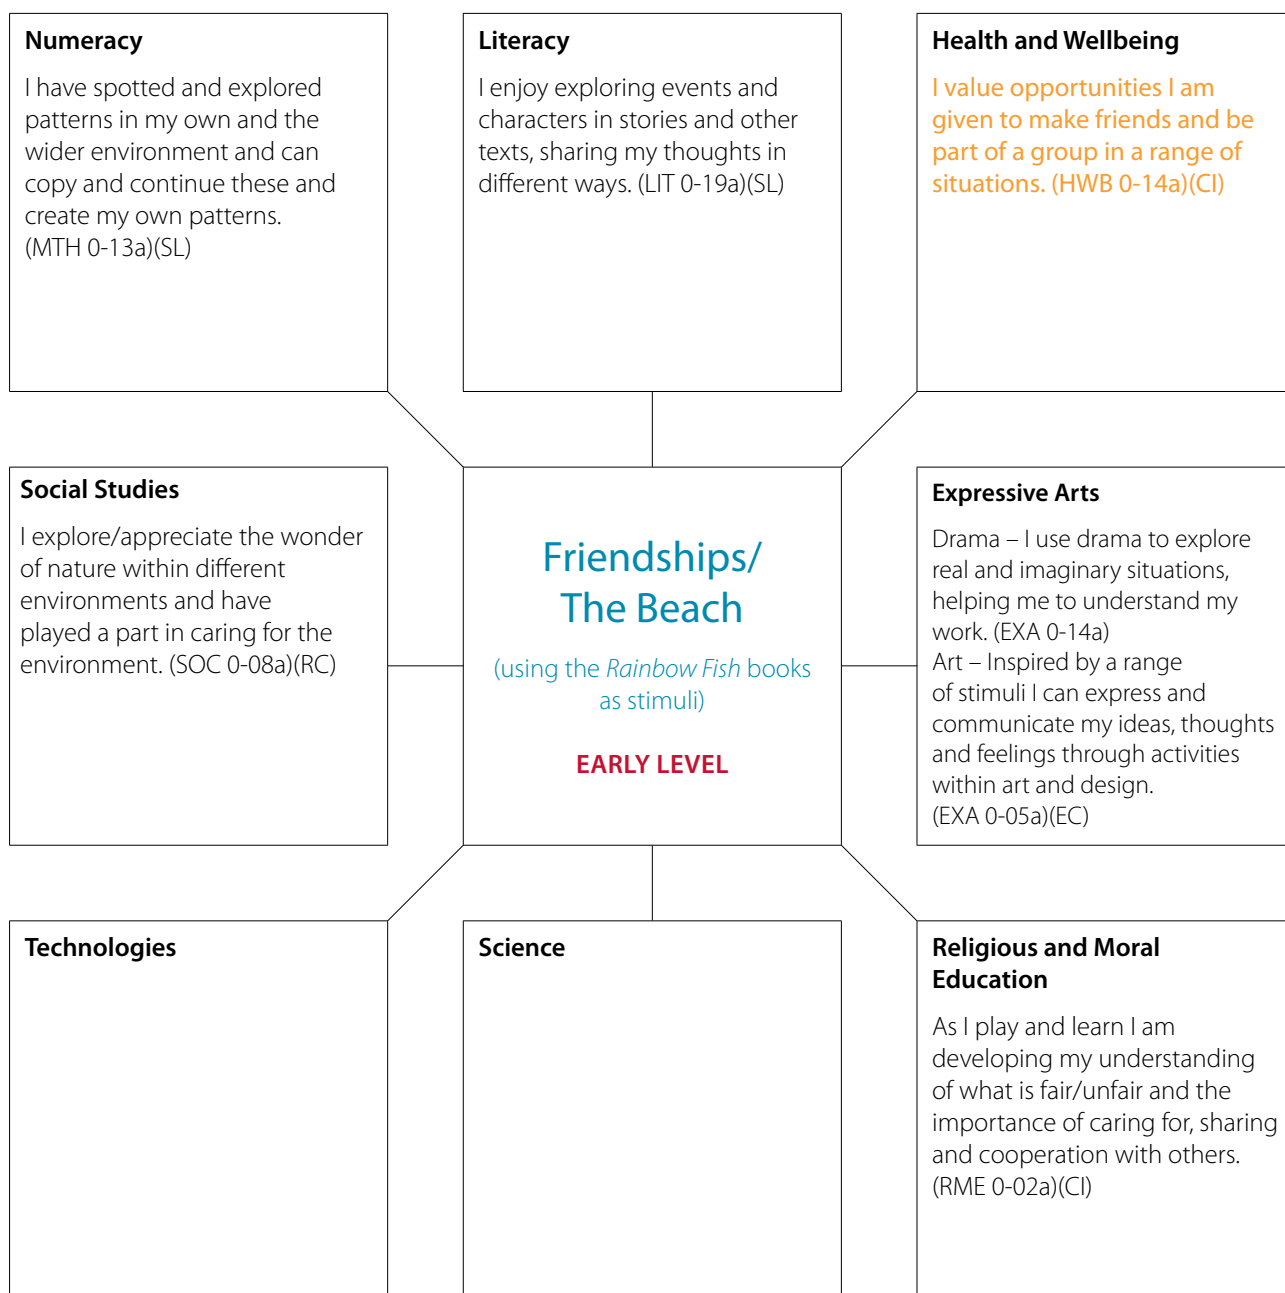 Numeracy
I have spotted and explored
patterns in my own and the
wider environment and can
copy and continue these and
create my own patterns.
(MTH 0-13a)(SL)
Literacy
I enjoy exploring events and
characters in stories and other
texts, sharing my thoughts in
different ways. (LIT 0-19a)(SL)
Health and Wellbeing
I value opportunities I am
given to make friends and be
part of a group in a range of
situations. (HWB 0-14a)(CI)
Social Studies
I explore/appreciate the wonder
of nature within different
environments and have
played a part in caring for the
environment. (SOC 0-08a)(RC)
Friendships/
The Beach
(using the Rainbow Fish books
as stimuli)
EARLY LEVEL
Expressive Arts
Drama – I use drama to explore
real and imaginary situations,
helping me to understand my
work. (EXA 0-14a)
Art – Inspired by a range
of stimuli I can express and
communicate my ideas, thoughts
and feelings through activities
within art and design.
(EXA 0-05a)(EC)
Technologies
Science
Religious and Moral
Education
As I play and learn I am
developing my understanding
of what is fair/unfair and the
importance of caring for, sharing
and cooperation with others.
(RME 0-02a)(CI)